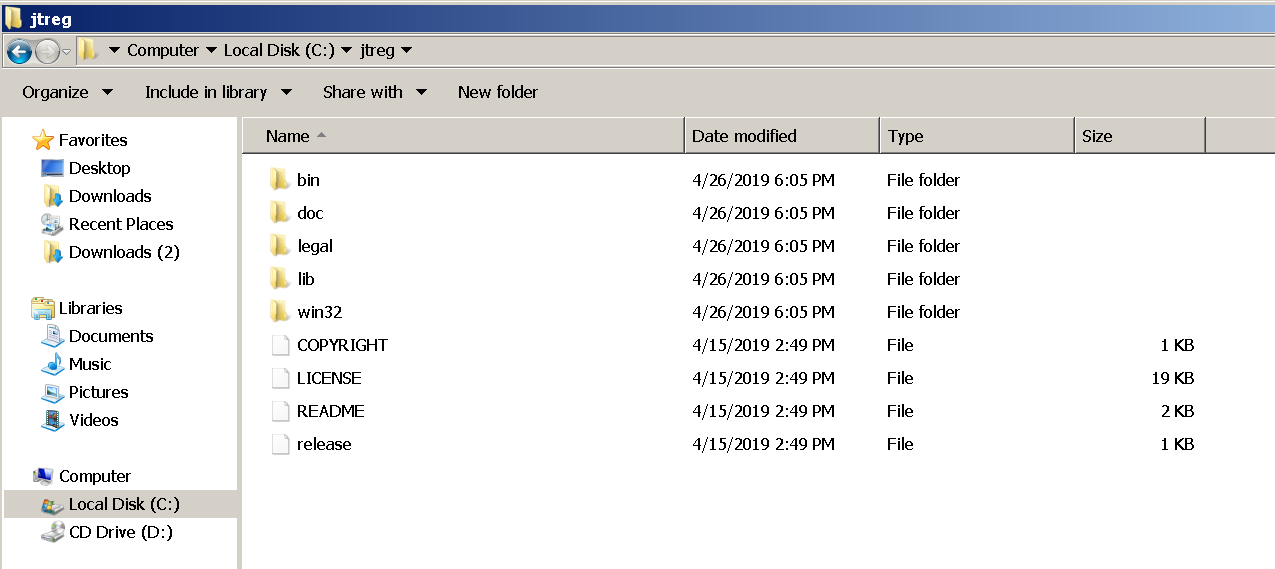 jtreg
Computer Local Disk (C:) jtreg
Organize Include in library Share with New folder
Favorites
Desktop
Downloads
Recent Places
Downloads (2)
Libraries
Documents
Music
Pictures
Videos
Computer
Local Disk (C:)
CD Drive (D:)
Name Date modified Type Size
bin 4/26/2019 6:05 PM File folder
doc 4/26/2019 6:05 PM File folder
legal 4/26/2019 6:05 PM File folder
lib 4/26/2019 6:05 PM File folder
win32 4/26/2019 6:05 PM File folder
COPYRIGHT 4/15/2019 2:49 PM File 1 KB
LICENSE 4/15/2019 2:49 PM File 19 KB
README 4/15/2019 2:49 PM File 2 KB
release 4/15/2019 2:49 PM File 1 KB